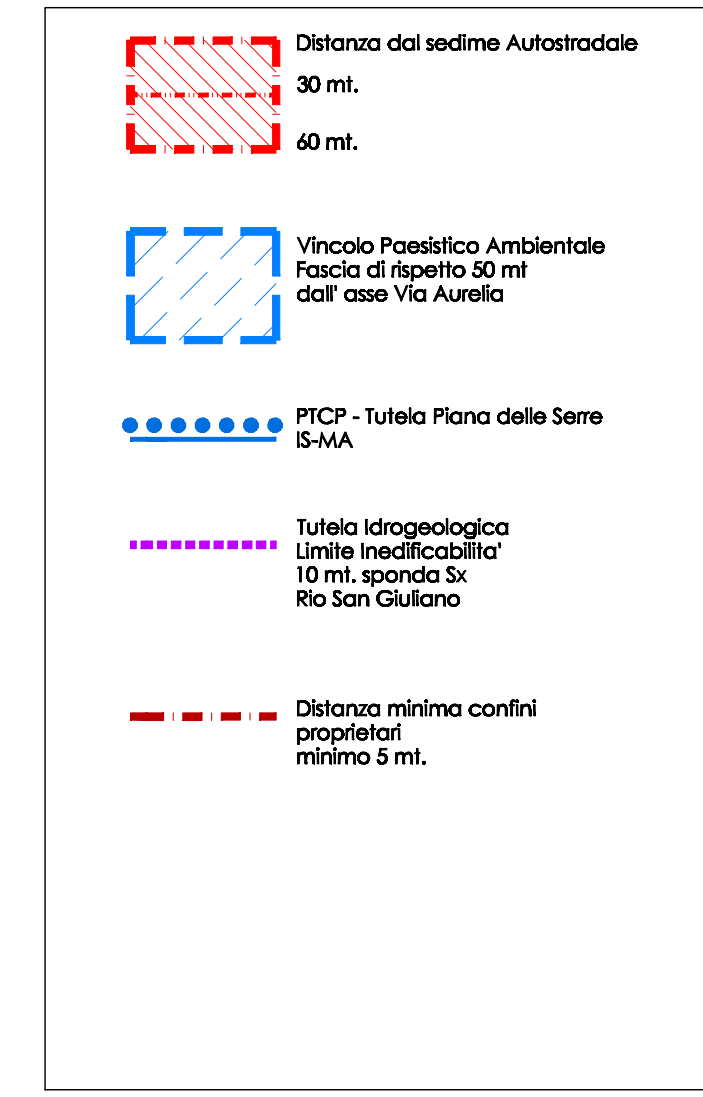 Distanza dal sedime Autostradale
30 mt.
60 mt.
Vincolo Paesistico Ambientale
Fascia di rispetto 50 mt
dall' asse Via Aurelia
PTCP - Tutela Piana delle Serre
IS-MA
Tutela Idrogeologica
Limite Inedificabilita'
10 mt. sponda Sx
Rio San Giuliano
Distanza minima confini
proprietari
minimo 5 mt.